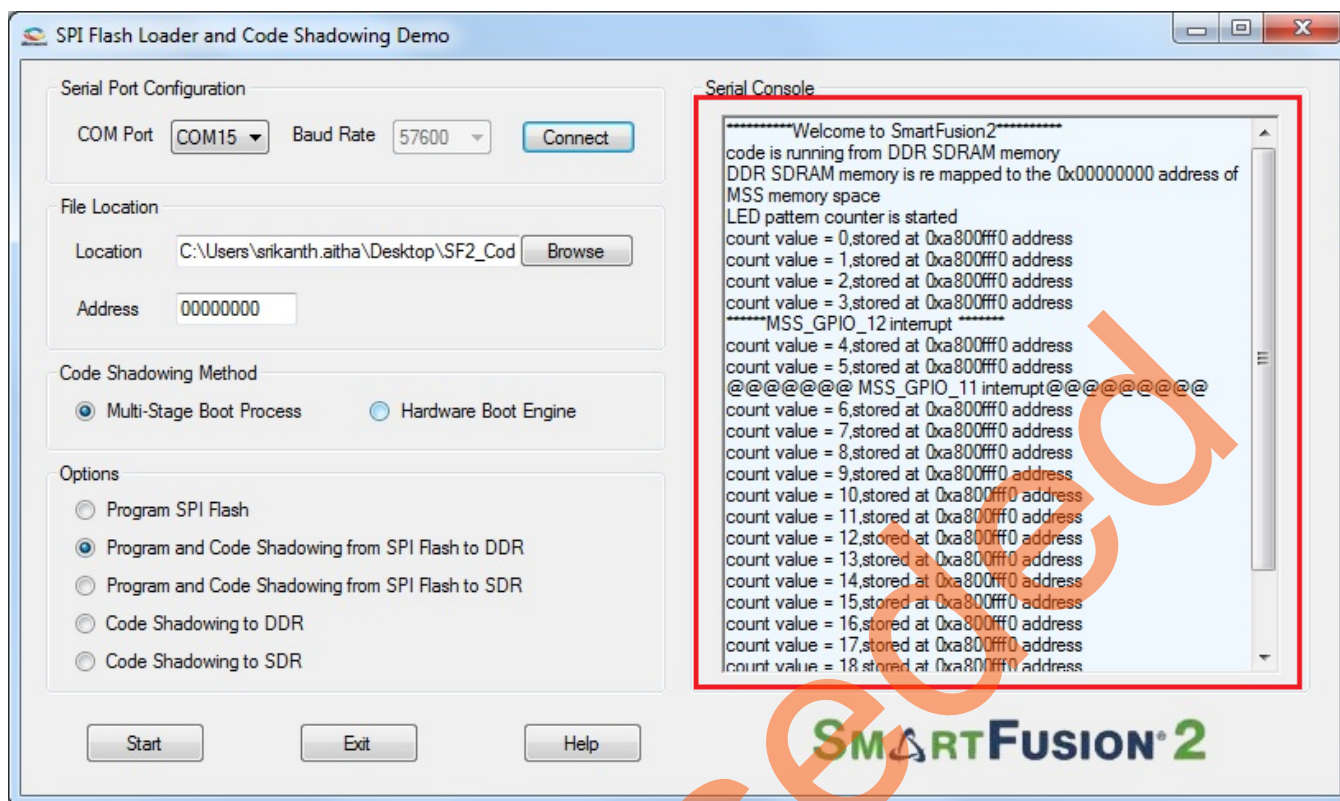 SPI Flash Loader and Code Shadowing Demo
Serial Port Configuration
COM Port COM15 Baud Rate 57600 Connect
File Location
Location C:\Users\srikanth.aitha\Desktop\SF2_Cod Browse
Address 00000000
Code Shadowing Method
Multi-Stage Boot Process Hardware Boot Engine
Options
Program SPI Flash
Program and Code Shadowing from SPI Flash to DDR
Program and Code Shadowing from SPI Flash to SDR
Code Shadowing to DDR
Code Shadowing to SDR
Start Exit Help
Serial Console
**********Welcome to SmartFusion2**********
code is running from DDR SDRAM memory
DDR SDRAM memory is re mapped to the 0x00000000 address of
MSS memory space
LED pattern counter is started
count value = 0,stored at 0xa800fff0 address
count value = 1,stored at 0xa800fff0 address
count value = 2,stored at 0xa800fff0 address
count value = 3,stored at 0xa800fff0 address
******MSS_GPIO_12 interrupt *******
count value = 4,stored at 0xa800fff0 address
count value = 5,stored at 0xa800fff0 address
@@@@@@@ MSS_GPIO_11 interrupt@@@@@@@@@
count value = 6,stored at 0xa800fff0 address
count value = 7,stored at 0xa800fff0 address
count value = 8,stored at 0xa800fff0 address
count value = 9,stored at 0xa800fff0 address
count value = 10,stored at 0xa800fff0 address
count value = 11,stored at 0xa800fff0 address
count value = 12,stored at 0xa800fff0 address
count value = 13,stored at 0xa800fff0 address
count value = 14,stored at 0xa800fff0 address
count value = 15,stored at 0xa800fff0 address
count value = 16,stored at 0xa800fff0 address
count value = 17,stored at 0xa800fff0 address
count value = 18,stored at 0xa800fff0 address
SMARTFUSION® 2